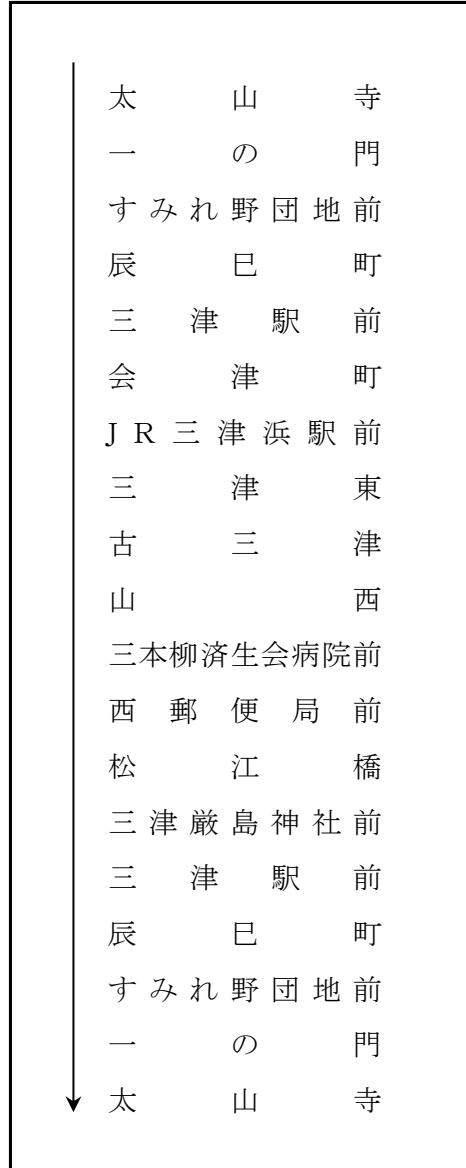 太山寺
一の門
すみれ野団地前
辰巳町
三津駅前
会津町
JR三津浜駅前
三津東
古三津
山西
三本柳済生会病院前
西郵便局前
松江橋
三津厳島神社前
三津駅前
辰巳町
すみれ野団地前
一の門
太山寺